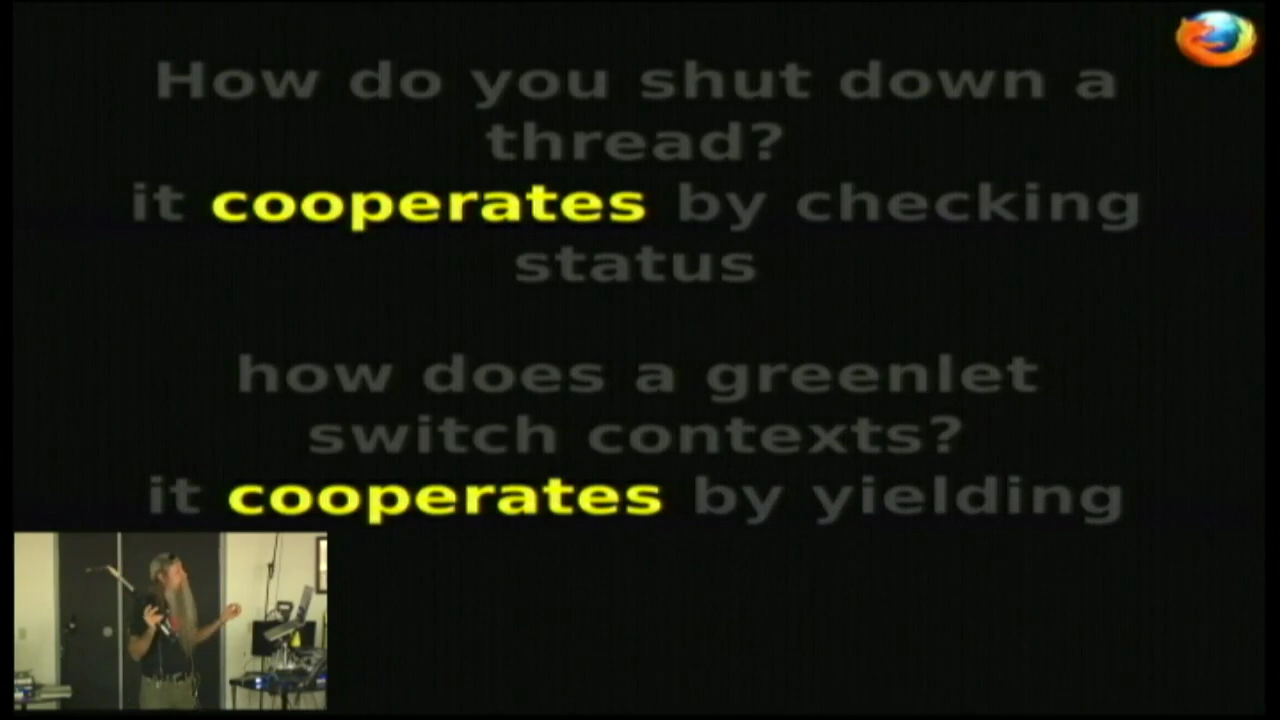 How do you shut down a
thread?
it cooperates by checking
status
how does a greenlet
switch contexts?
it cooperates by yielding